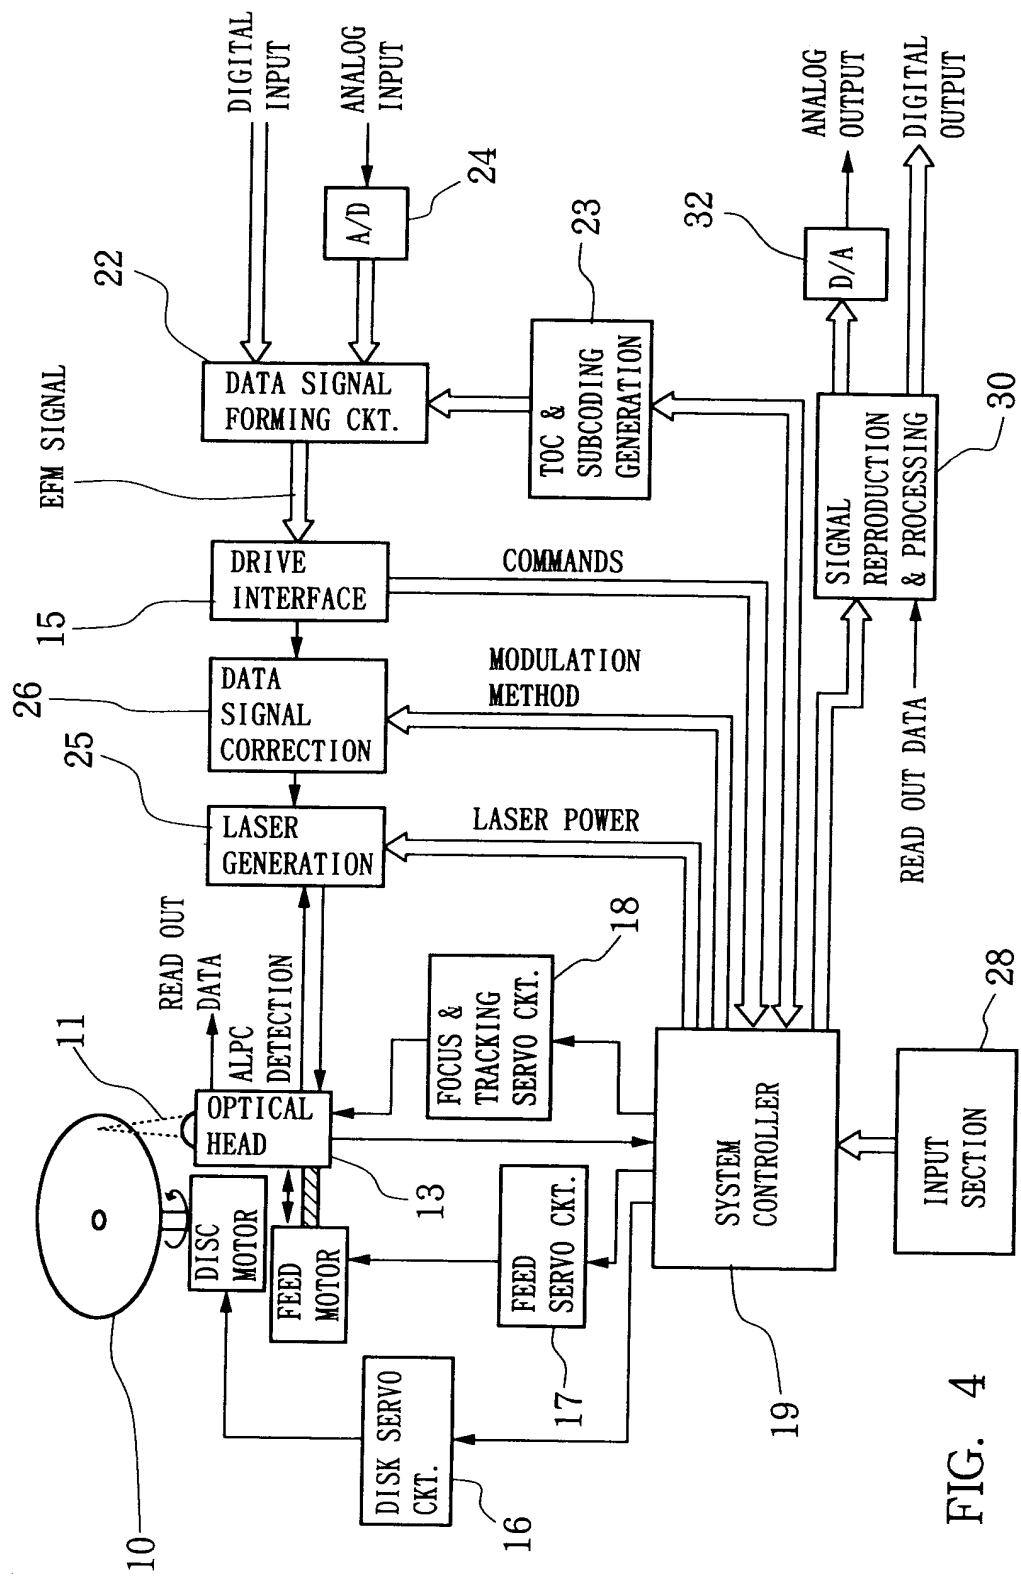 10
11
DISC
MOTOR
FEED
MOTOR
DISK SERVO
CKT.
16
FEED
SERVO CKT.
17
OPTICAL
HEAD
13
READ OUT
DATA
ALPC
DETECTION
FOCUS &
TRACKING
SERVO CKT.
18
LASER
GENERATION
25
LASER POWER
DATA
SIGNAL
CORRECTION
26
MODULATION
METHOD
DRIVE
INTERFACE
15
COMMANDS
EFM SIGNAL
DATA SIGNAL
FORMING CKT.
22
DIGITAL
INPUT
ANALOG
INPUT
A/D
24
TOC &
SUBCODING
GENERATION
23
SYSTEM
CONTROLLER
19
INPUT
SECTION
28
READ OUT DATA
SIGNAL
REPRODUCTION
& PROCESSING
30
D/A
32
ANALOG
OUTPUT
DIGITAL
OUTPUT
FIG. 4